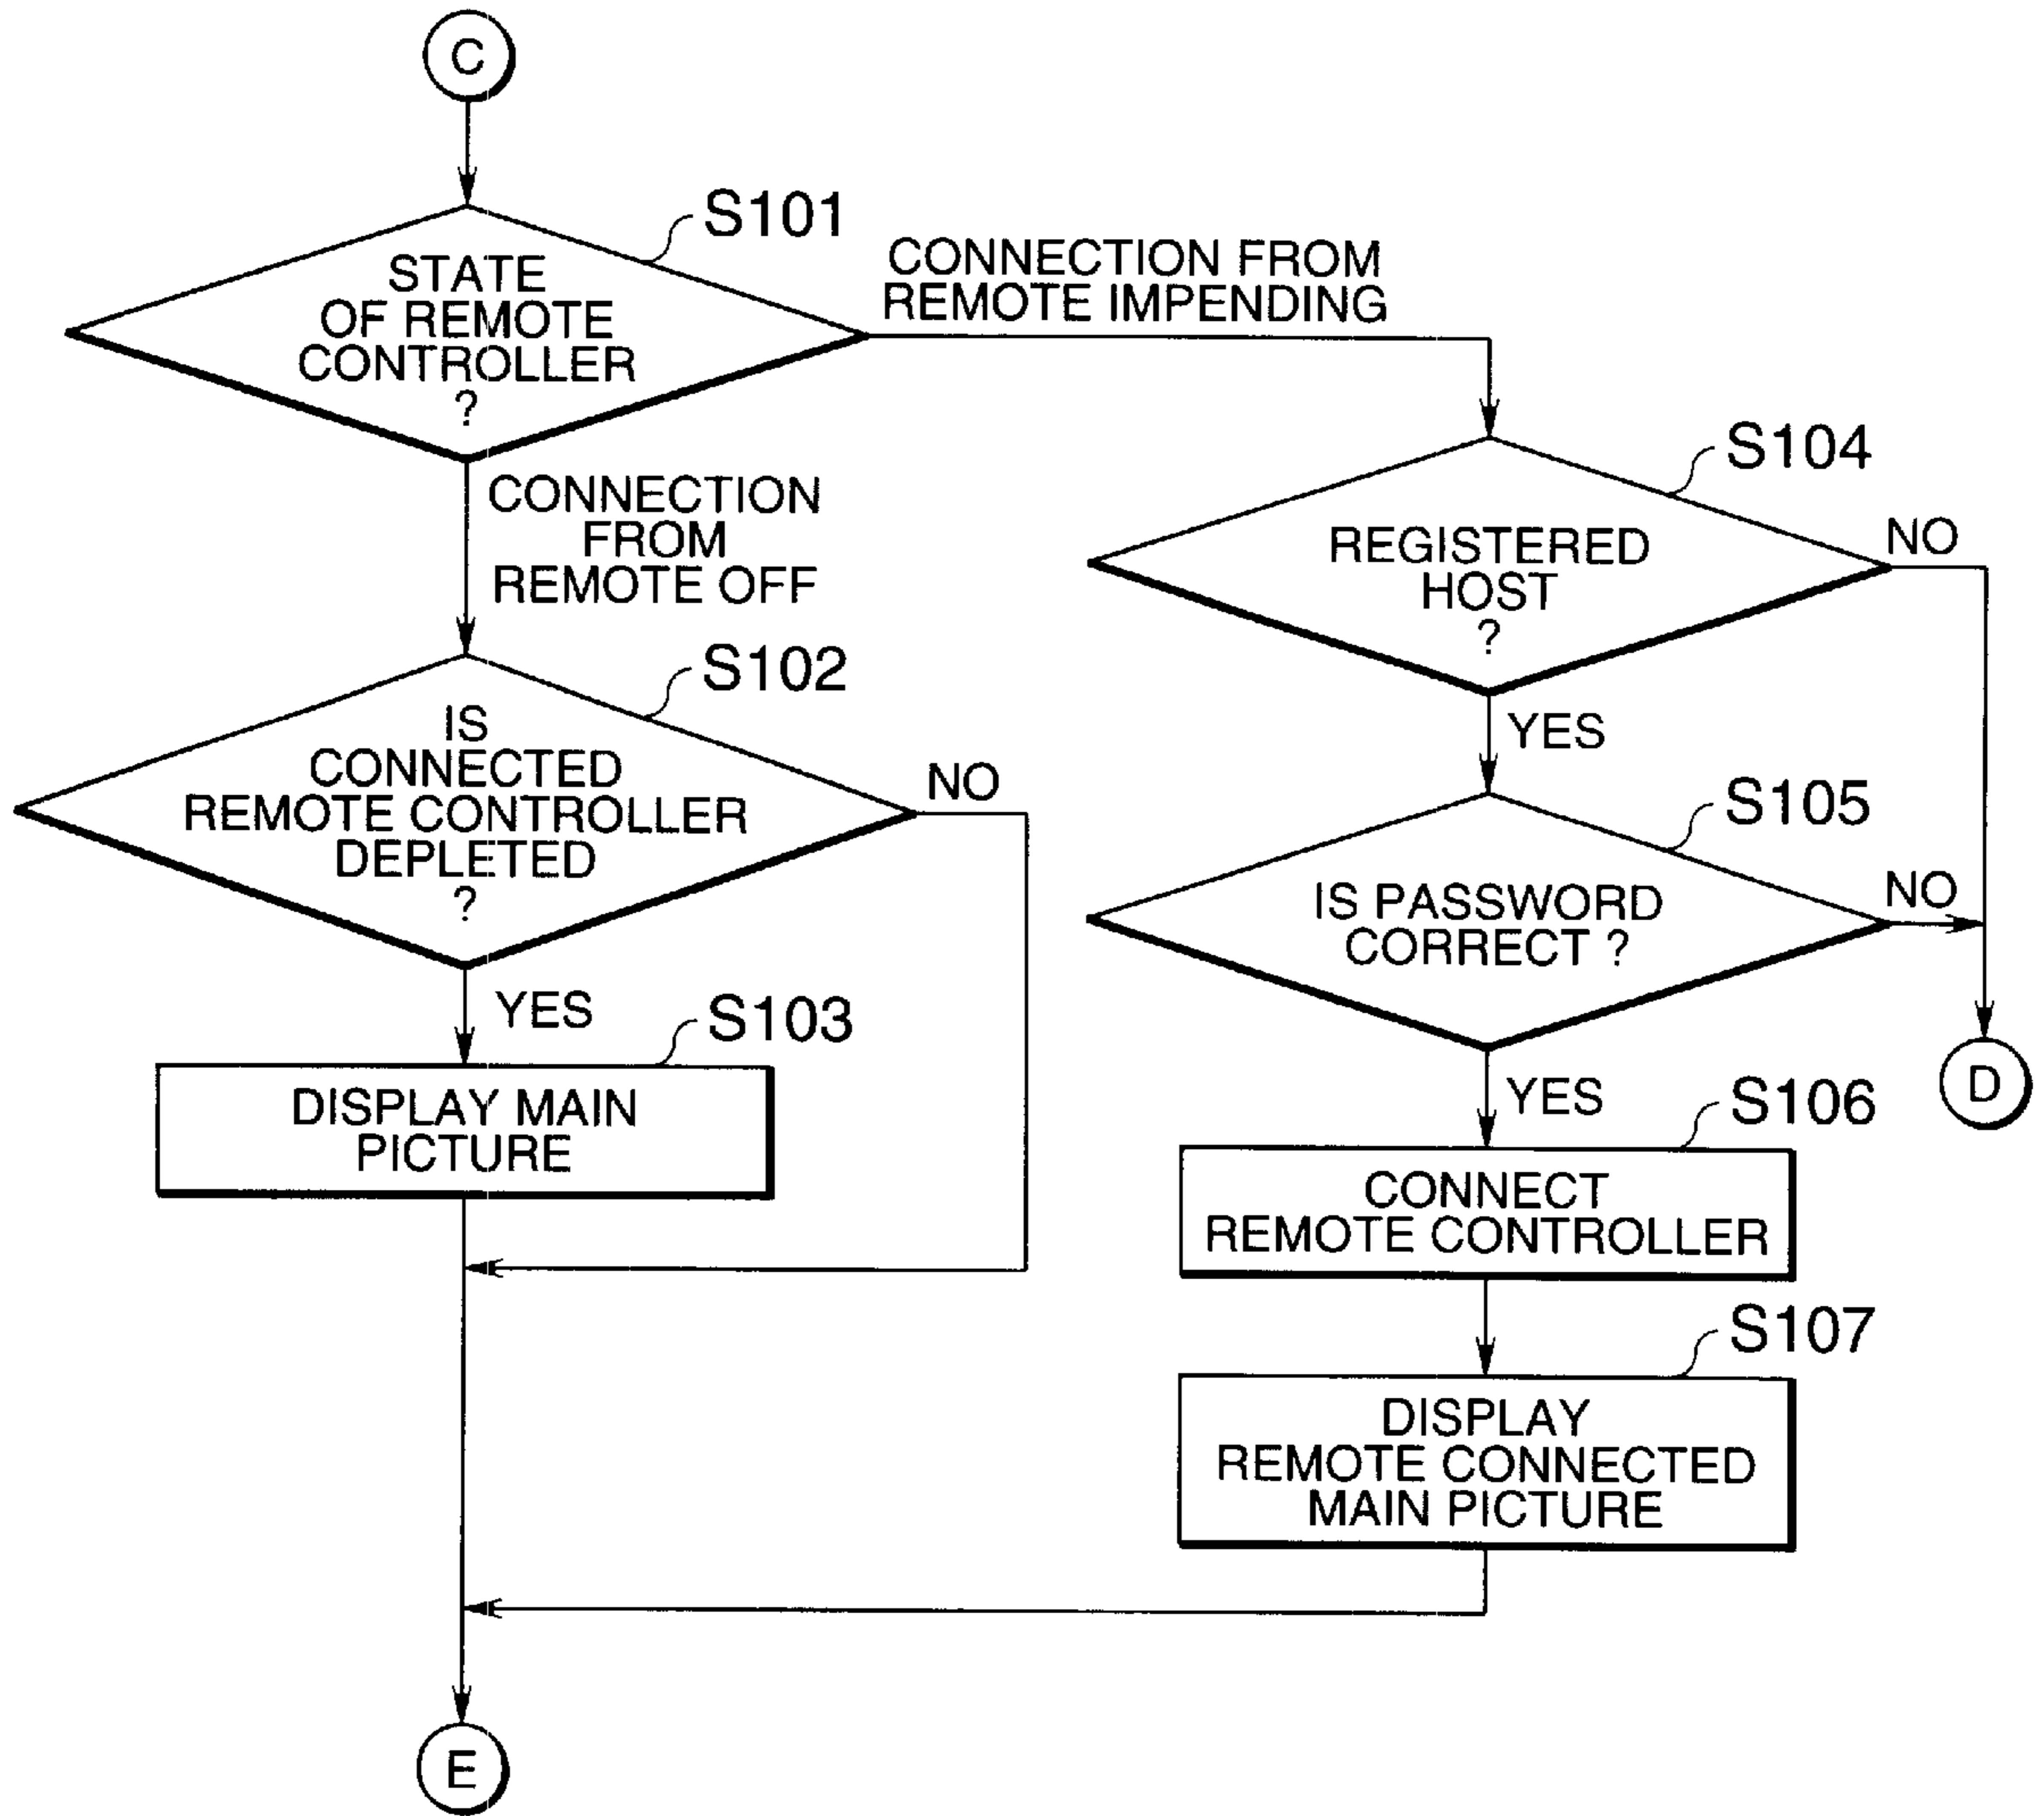 C
S101
STATE
OF REMOTE
CONTROLLER
?
CONNECTION FROM
REMOTE IMPENDING
CONNECTION
FROM
REMOTE OFF
S102
IS
CONNECTED
REMOTE CONTROLLER
DEPLETED
?
NO
YES
S103
DISPLAY MAIN
PICTURE
S104
REGISTERED
HOST
?
NO
YES
S105
IS PASSWORD
CORRECT ?
NO
D
YES
S106
CONNECT
REMOTE CONTROLLER
S107
DISPLAY
REMOTE CONNECTED
MAIN PICTURE
E